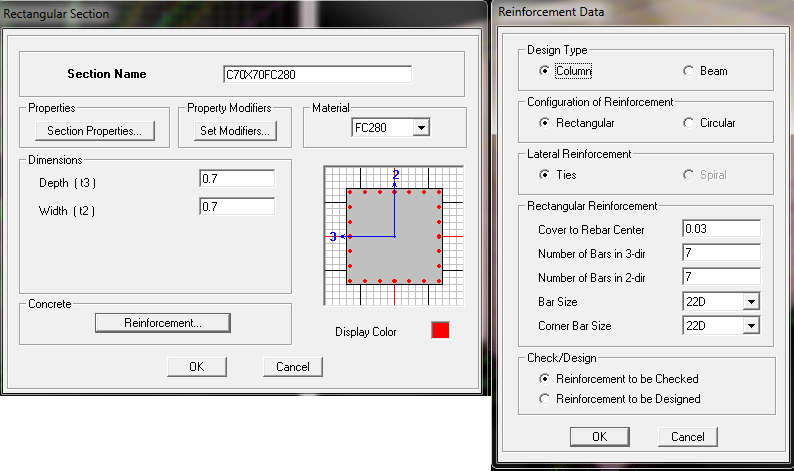 Rectangular Section
Section Name C70X70FC280
Properties
Section Properties...
Property Modifiers
Set Modifiers...
Material
FC280
Dimensions
Depth ( t3 ) 0.7
Width ( t2 ) 0.7
2
3
Concrete
Reinforcement...
Display Color
OK Cancel
Reinforcement Data
Design Type
Column Beam
Configuration of Reinforcement
Rectangular Circular
Lateral Reinforcement
Ties Spiral
Rectangular Reinforcement
Cover to Rebar Center 0.03
Number of Bars in 3-dir 7
Number of Bars in 2-dir 7
Bar Size 22D
Corner Bar Size 22D
Check/Design
Reinforcement to be Checked
Reinforcement to be Designed
OK Cancel